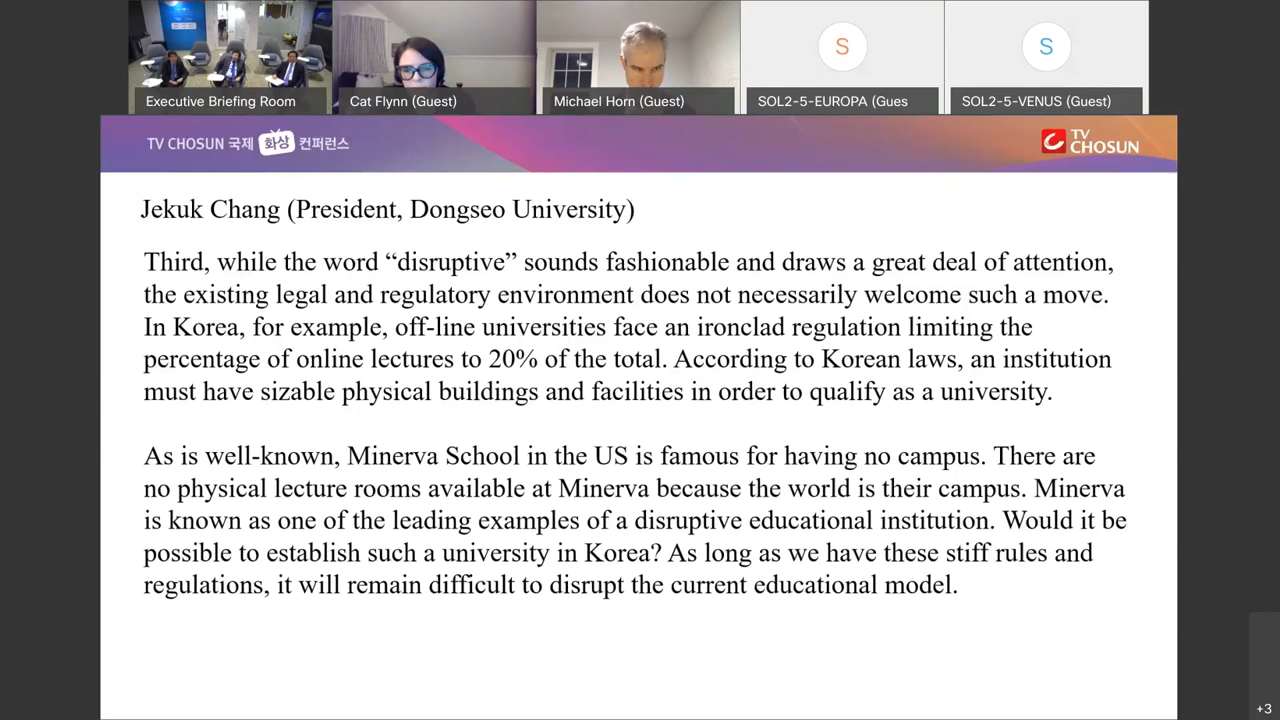 Executive Briefing Room
Cat Flynn (Guest)
Michael Horn (Guest)
S
SOL2-5-EUROPA (Gues
S
SOL2-5-VENUS (Guest)
TV CHOSUN 국제 화상 컨퍼런스
TV
CHOSUN
Jekuk Chang (President, Dongseo University)
Third, while the word “disruptive” sounds fashionable and draws a great deal of attention,
the existing legal and regulatory environment does not necessarily welcome such a move.
In Korea, for example, off-line universities face an ironclad regulation limiting the
percentage of online lectures to 20% of the total. According to Korean laws, an institution
must have sizable physical buildings and facilities in order to qualify as a university.
As is well-known, Minerva School in the US is famous for having no campus. There are
no physical lecture rooms available at Minerva because the world is their campus. Minerva
is known as one of the leading examples of a disruptive educational institution. Would it be
possible to establish such a university in Korea? As long as we have these stiff rules and
regulations, it will remain difficult to disrupt the current educational model.
+3